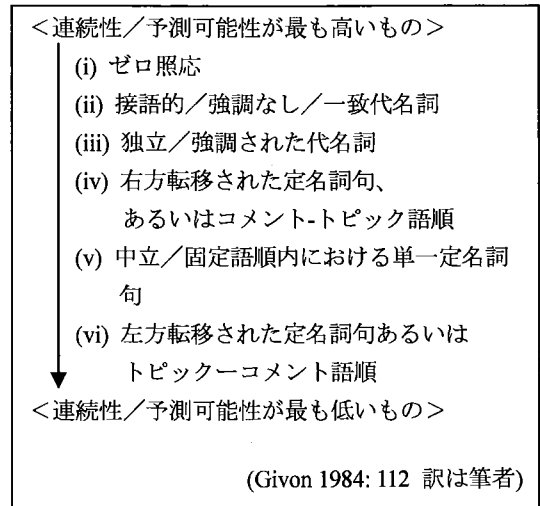 ＜連続性／予測可能性が最も高いもの＞
(i) ゼロ照応
(ii) 接語的／強調なし／一致代名詞
(iii) 独立／強調された代名詞
(iv) 右方転移された定名詞句、
あるいはコメント-トピック語順
(v) 中立／固定語順内における単一定名詞
句
(vi) 左方転移された定名詞句あるいは
トピックーコメント語順
＜連続性／予測可能性が最も低いもの＞
(Givon 1984: 112 訳は筆者)